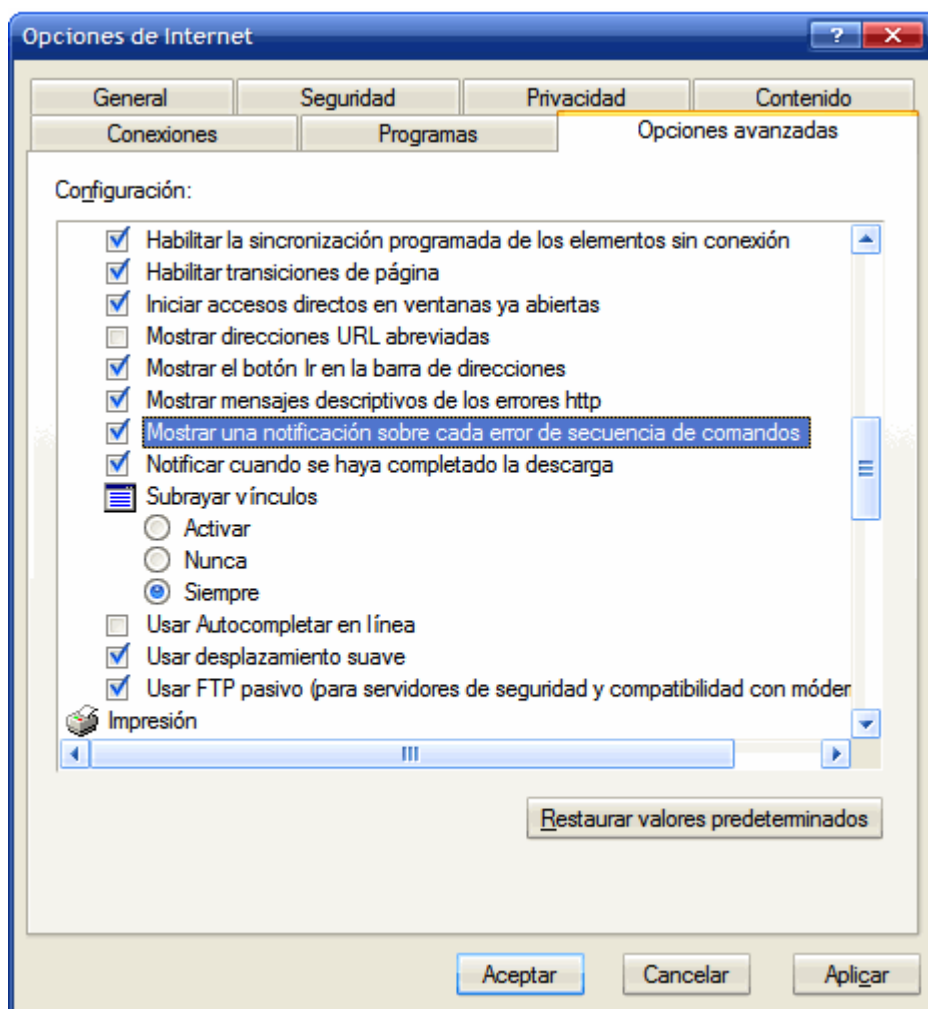 Opciones de Internet
General Seguridad Privacidad Contenido
Conexiones Programas Opciones avanzadas
Configuración:
Habilitar la sincronización programada de los elementos sin conexión
Habilitar transiciones de página
Iniciar accesos directos en ventanas ya abiertas
Mostrar direcciones URL abreviadas
Mostrar el botón Ir en la barra de direcciones
Mostrar mensajes descriptivos de los errores http
Mostrar una notificación sobre cada error de secuencia de comandos
Notificar cuando se haya completado la descarga
Subrayar vínculos
Activar
Nunca
Siempre
Usar Autocompletar en línea
Usar desplazamiento suave
Usar FTP pasivo (para servidores de seguridad y compatibilidad con móder
Impresión
Restaurar valores predeterminados
Aceptar Cancelar Aplicar